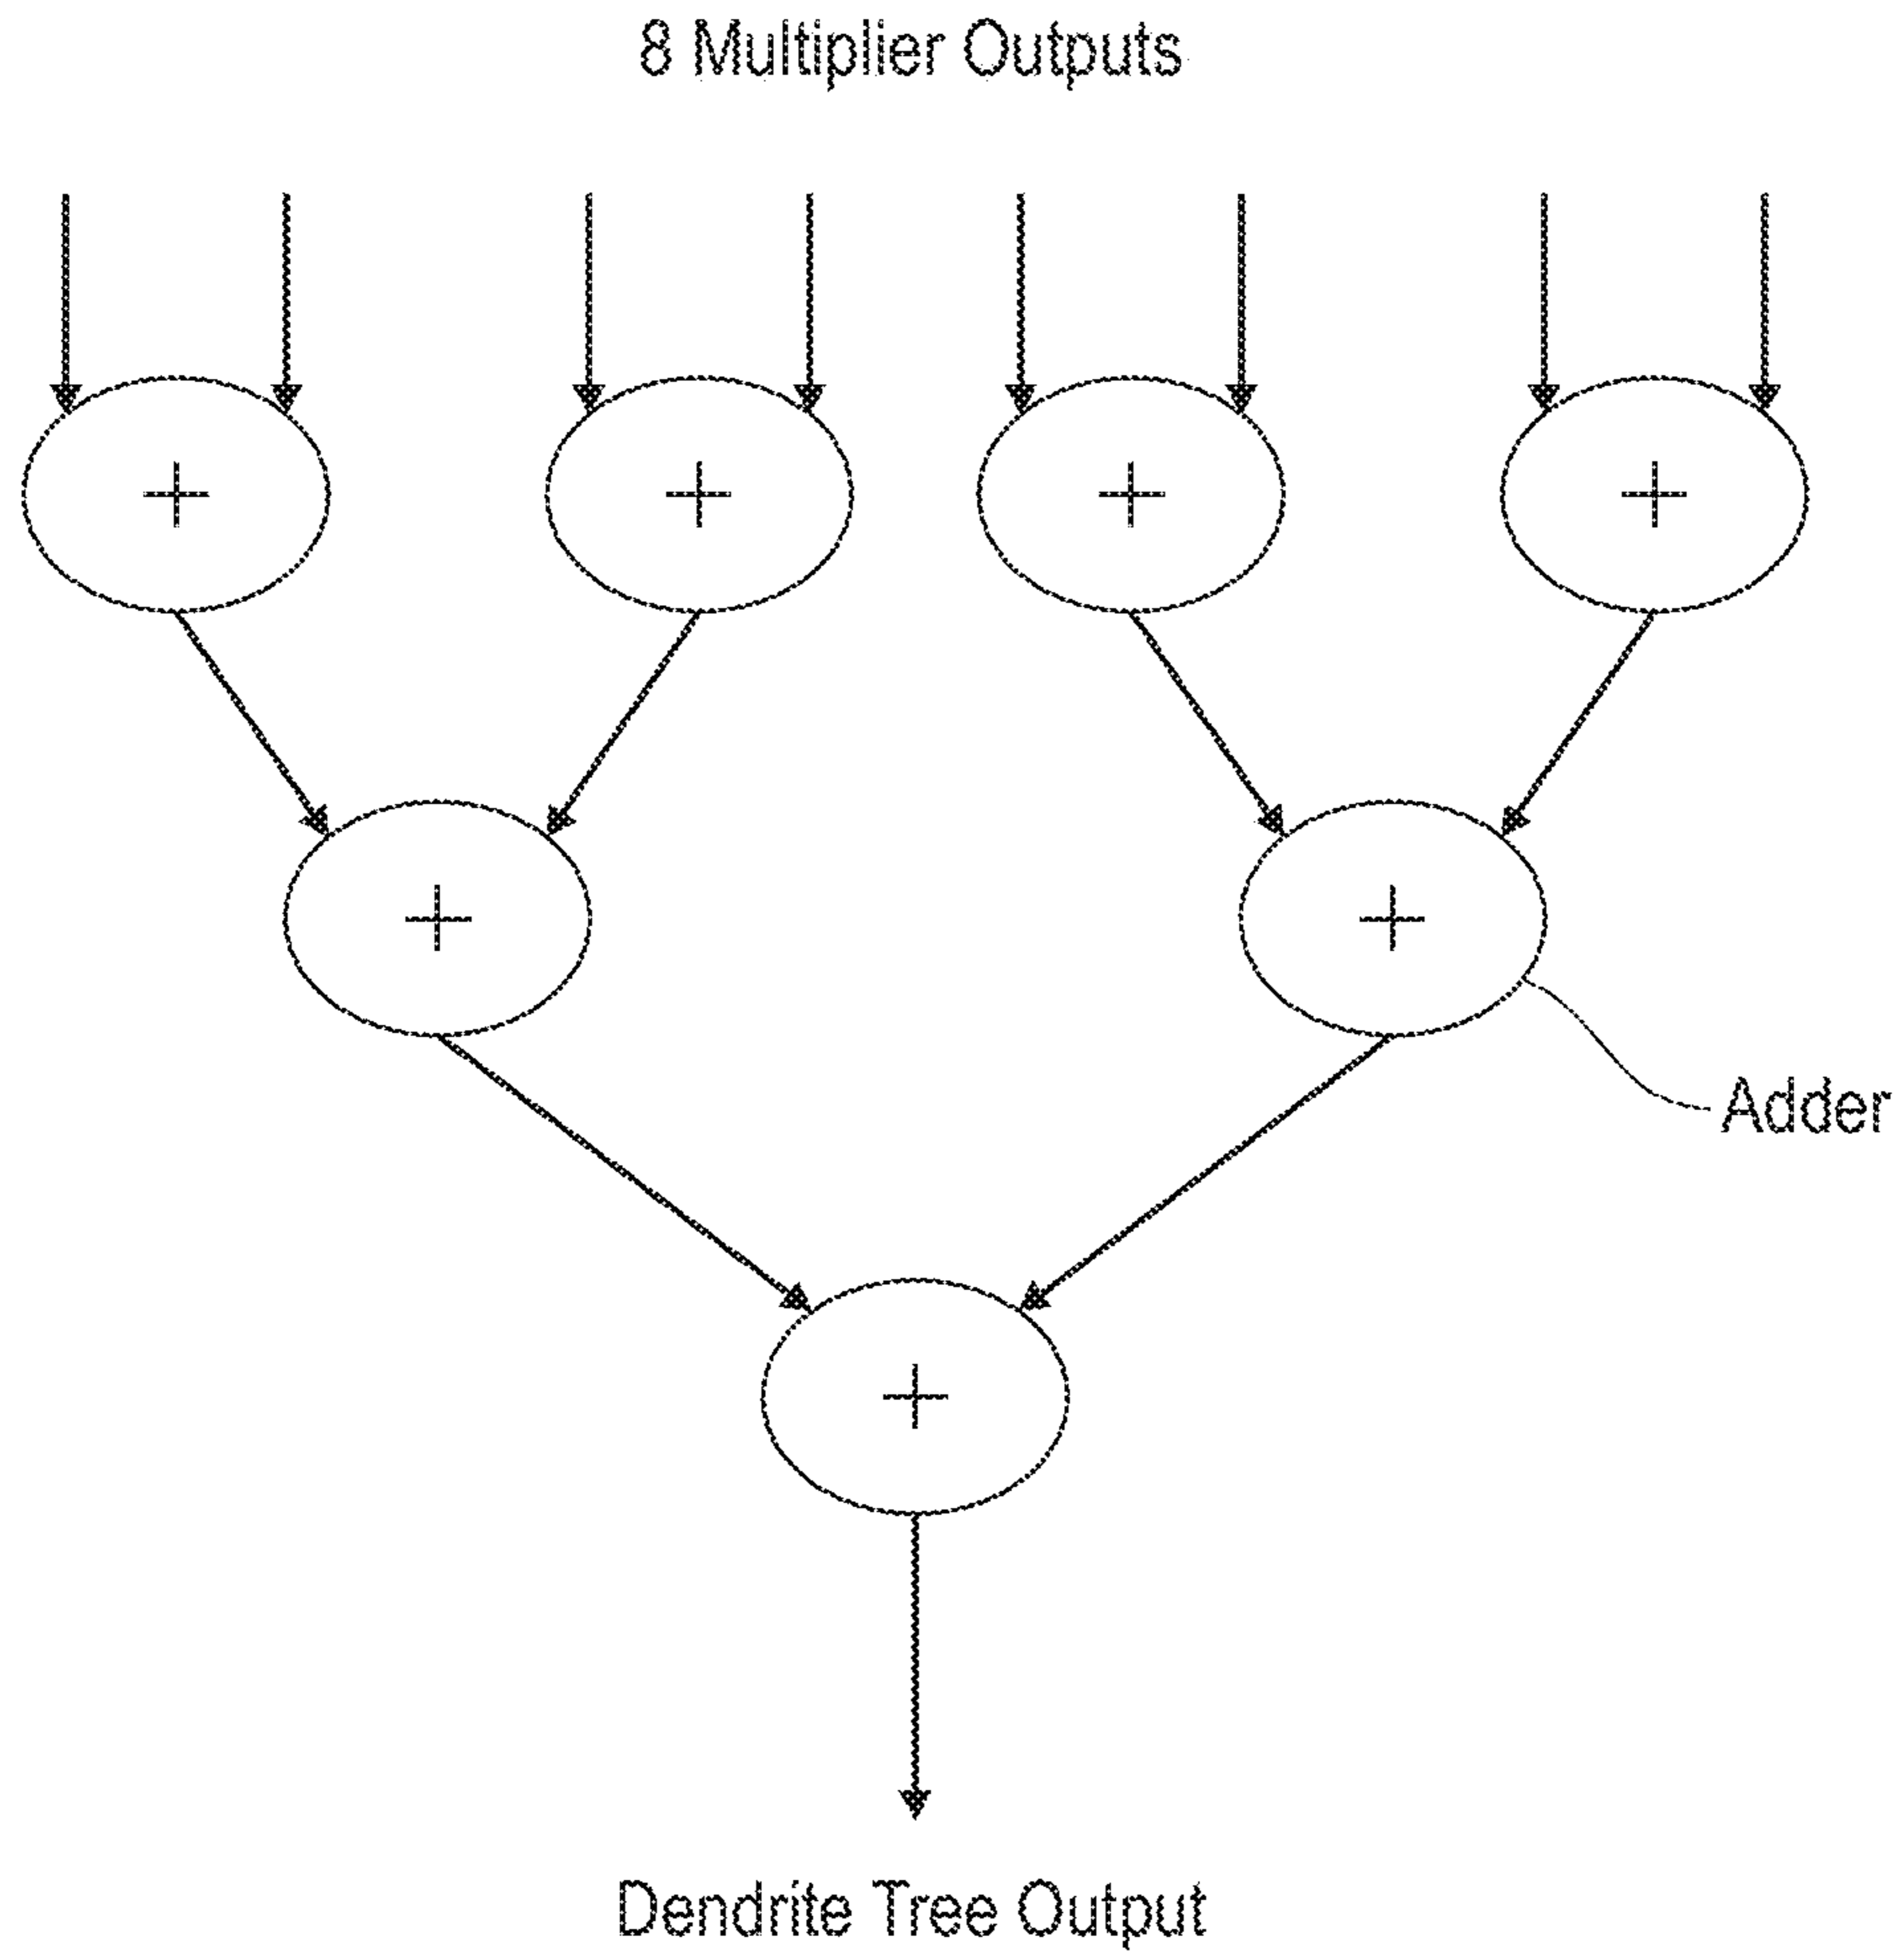 8 Multiplier Outputs
+ + + +
+ +
Adder
+
Dendrite Tree Output